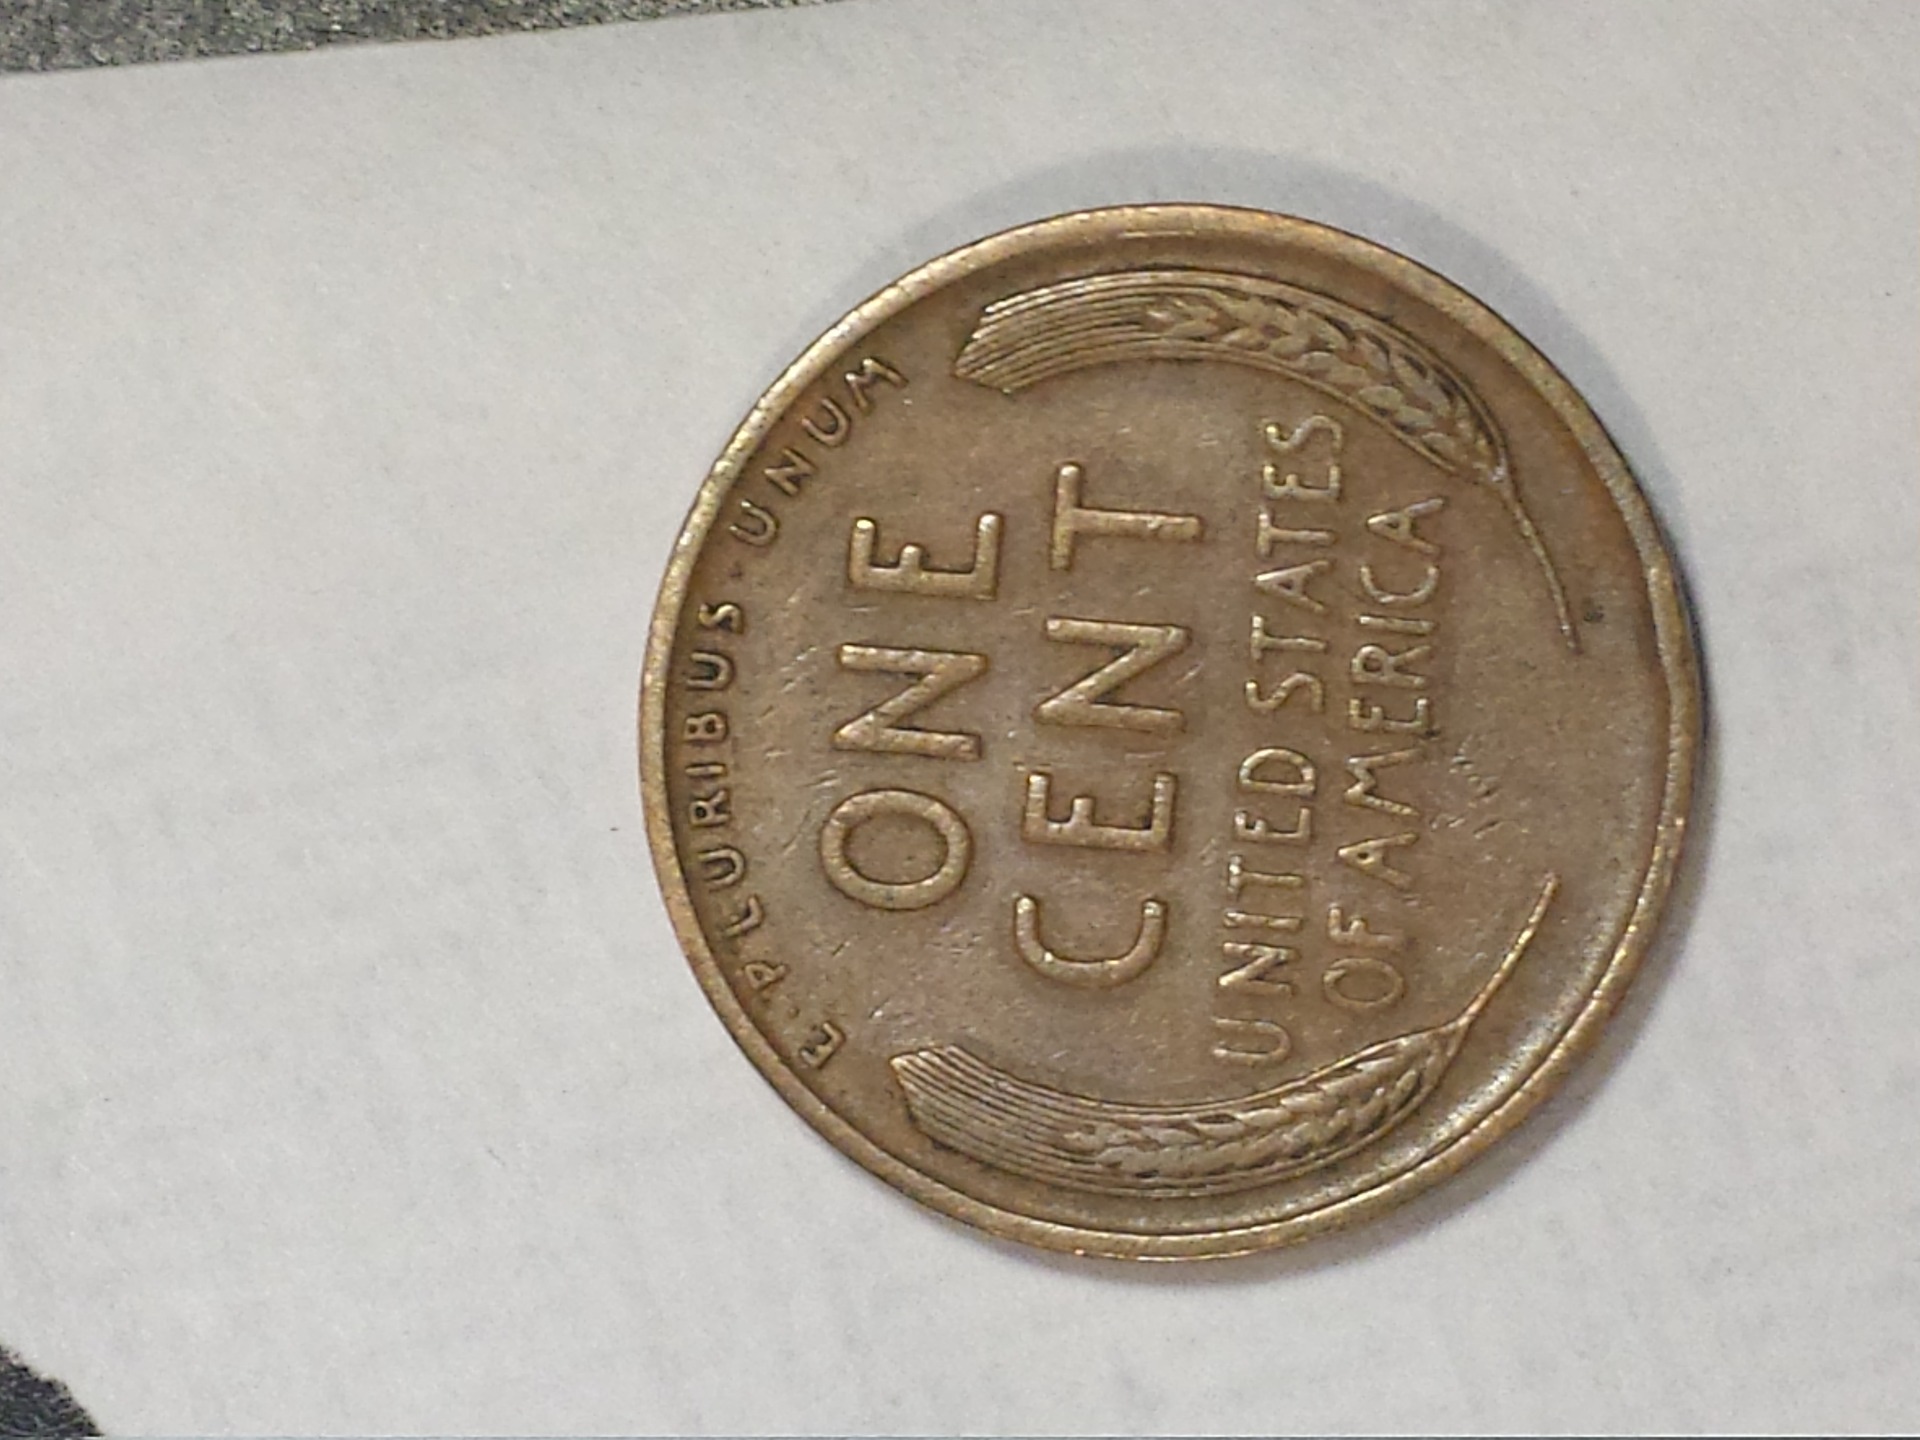 E · PLURIBUS · UNUM
ONE
CENT
UNITED STATES
OF AMERICA